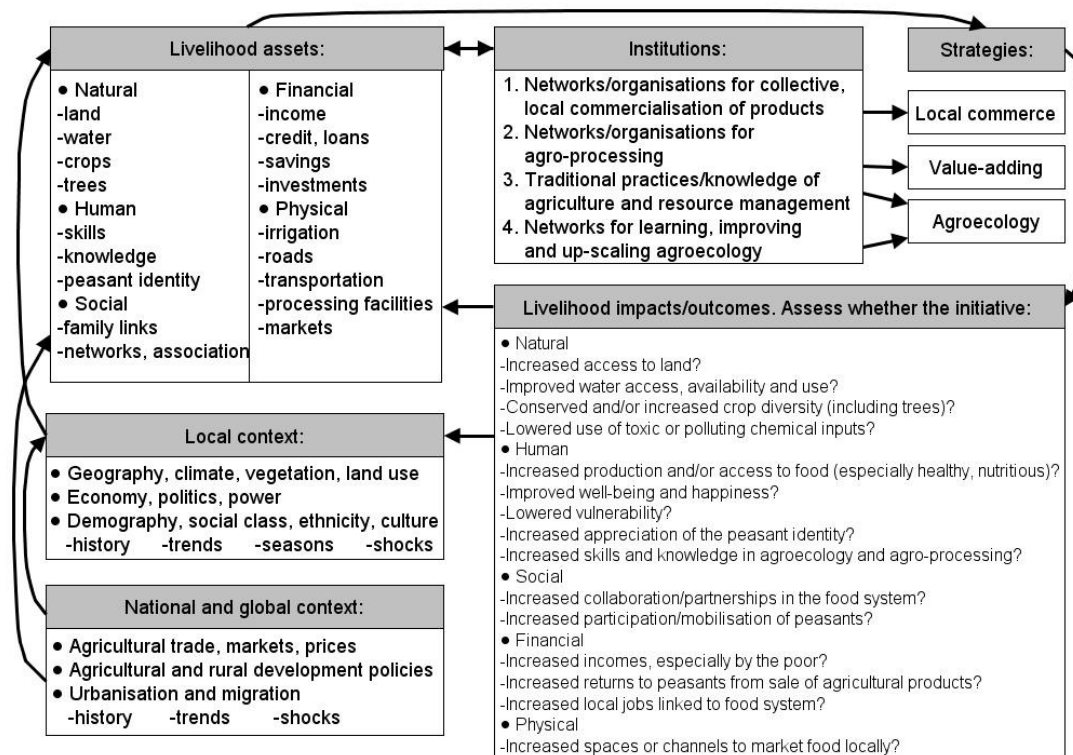 Livelihood assets:
● Natural
-land
-water
-crops
-trees
● Human
-skills
-knowledge
-peasant identity
● Social
-family links
-networks, association
● Financial
-income
-credit, loans
-savings
-investments
● Physical
-irrigation
-roads
-transportation
-processing facilities
-markets
Institutions:
1. Networks/organisations for collective,
local commercialisation of products
2. Networks/organisations for
agro-processing
3. Traditional practices/knowledge of
agriculture and resource management
4. Networks for learning, improving
and up-scaling agroecology
Strategies:
Local commerce
Value-adding
Agroecology
Local context:
● Geography, climate, vegetation, land use
● Economy, politics, power
● Demography, social class, ethnicity, culture
-history -trends -seasons -shocks
National and global context:
● Agricultural trade, markets, prices
● Agricultural and rural development policies
● Urbanisation and migration
-history -trends -shocks
Livelihood impacts/outcomes. Assess whether the initiative:
● Natural
-Increased access to land?
-Improved water access, availability and use?
-Conserved and/or increased crop diversity (including trees)?
-Lowered use of toxic or polluting chemical inputs?
● Human
-Increased production and/or access to food (especially healthy, nutritious)?
-Improved well-being and happiness?
-Lowered vulnerability?
-Increased appreciation of the peasant identity?
-Increased skills and knowledge in agroecology and agro-processing?
● Social
-Increased collaboration/partnerships in the food system?
-Increased participation/mobilisation of peasants?
● Financial
-Increased incomes, especially by the poor?
-Increased returns to peasants from sale of agricultural products?
-Increased local jobs linked to food system?
● Physical
-Increased spaces or channels to market food locally?